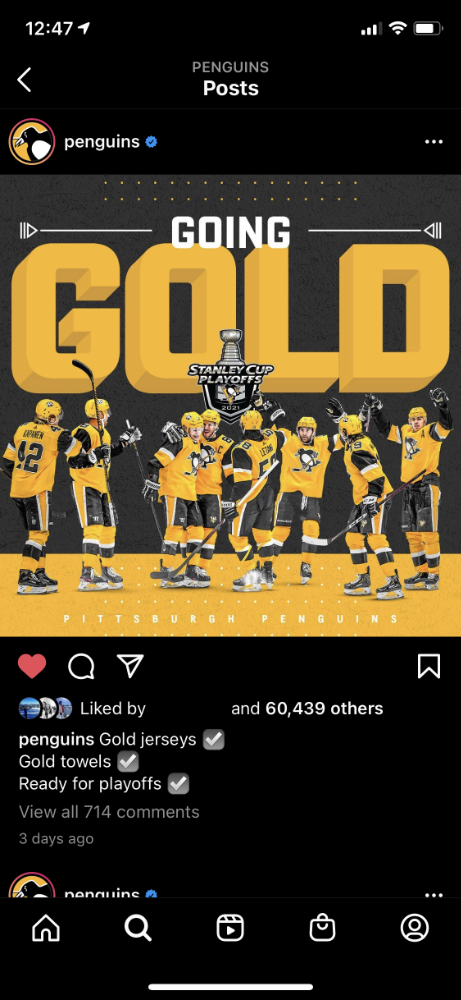 12:47
PENGUINS
Posts
penguins
GOING
GOLD
STANLEY CUP
PLAYOFFS
2021
KAPANEN
42
C
LETANG
A
PITTSBURGH PENGUINS
Liked by and 60,439 others
penguins Gold jerseys ☑
Gold towels ☑
Ready for playoffs ☑
View all 714 comments
3 days ago
penguins